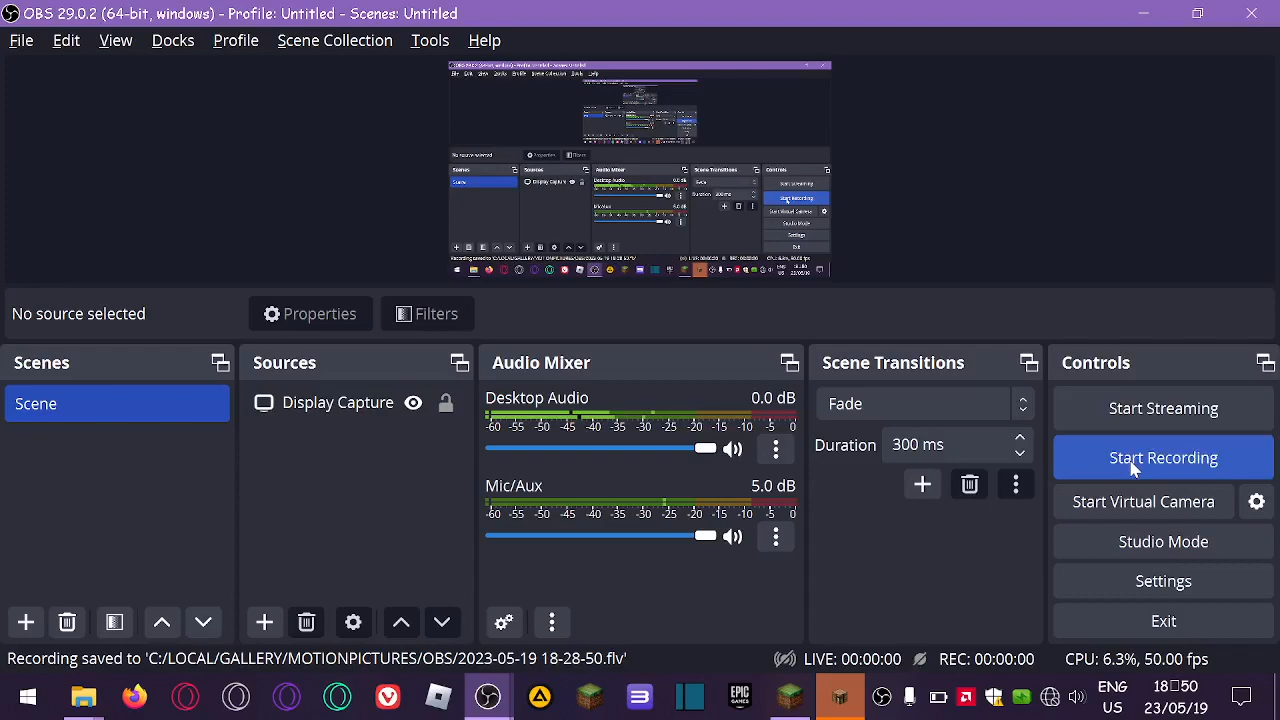 OBS 29.0.2 (64-bit, windows) - Profile: Untitled - Scenes: Untitled
File Edit View Docks Profile Scene Collection Tools Help
No source selected
Properties
Filters
Scenes
Scene
Sources
Display Capture
Audio Mixer
Desktop Audio 0.0 dB
-60 -55 -50 -45 -40 -35 -30 -25 -20 -15 -10 -5 0
Mic/Aux 5.0 dB
-60 -55 -50 -45 -40 -35 -30 -25 -20 -15 -10 -5 0
Scene Transitions
Fade
Duration 300 ms
Controls
Start Streaming
Start Recording
Start Virtual Camera
Studio Mode
Settings
Exit
Recording saved to 'C:/LOCAL/GALLERY/MOTIONPICTURES/OBS/2023-05-19 18-28-50.flv'
LIVE: 00:00:00
REC: 00:00:00
CPU: 6.3%, 50.00 fps
EPIC
GAMES
ENG
US
18:50
23/05/19